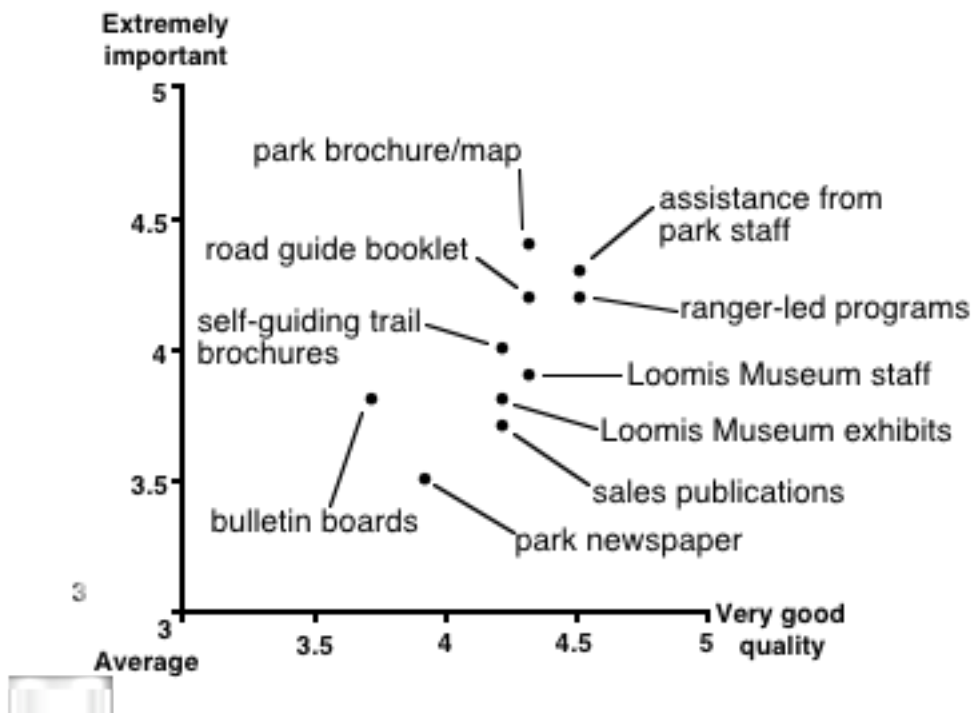 Extremely
important
5
park brochure/map
assistance from
park staff
4.5
road guide booklet
ranger-led programs
self-guiding trail
brochures
4
Loomis Museum staff
Loomis Museum exhibits
3.5
sales publications
bulletin boards
park newspaper
3
3
3.5
4
4.5
5
Very good
quality
Average